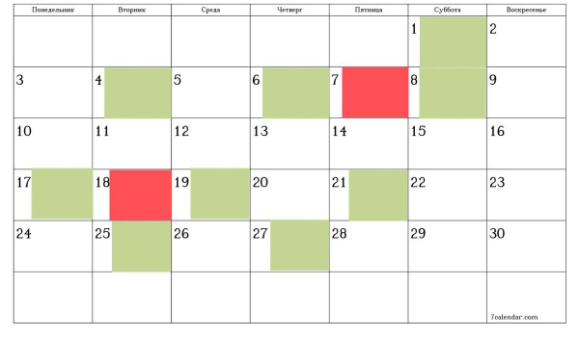 Понедельник Вторник Среда Четверг Пятница Суббота Воскресенье
1 2
3 4 5 6 7 8 9
10 11 12 13 14 15 16
17 18 19 20 21 22 23
24 25 26 27 28 29 30
7calendar.com